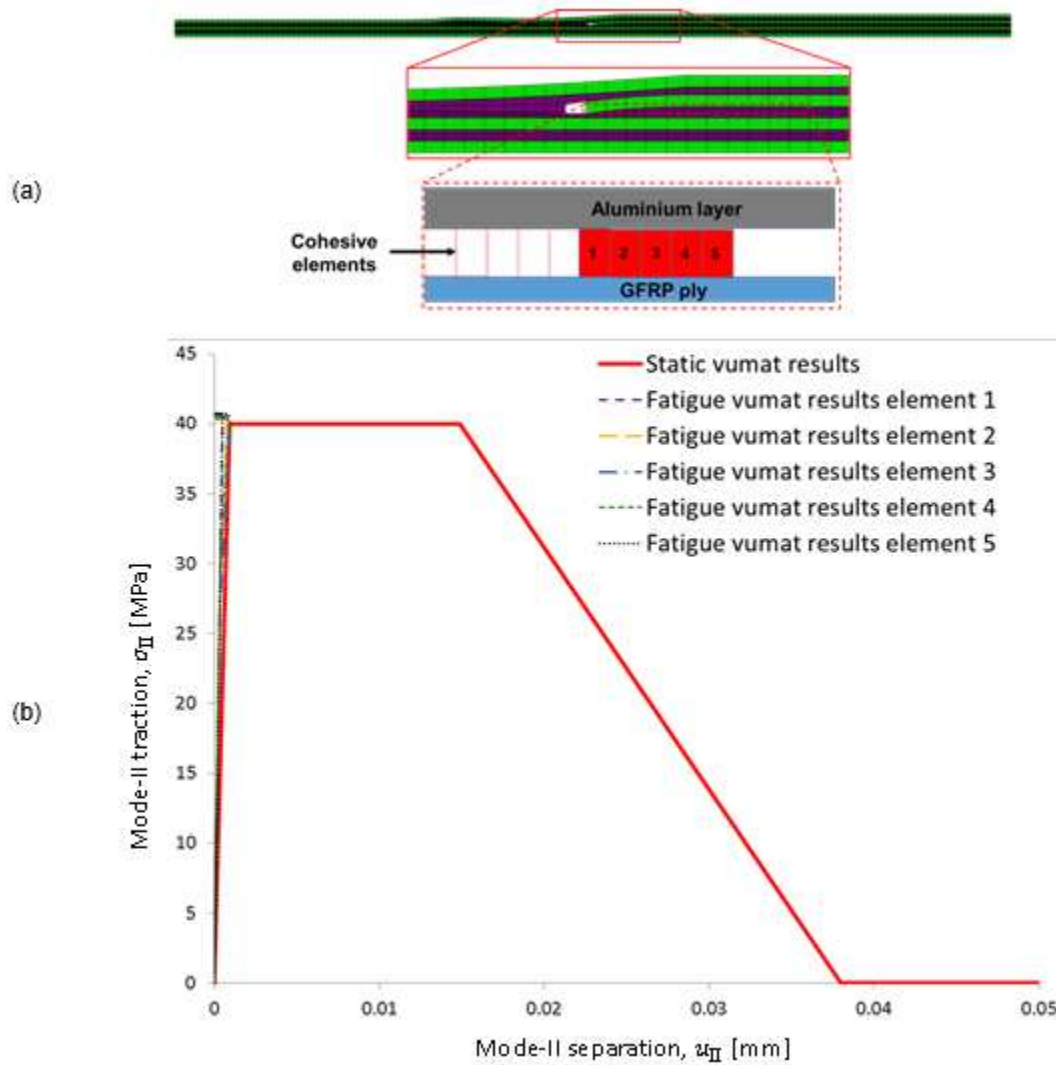 (a)
Aluminium layer
Cohesive
elements
1 2 3 4 5
GFRP ply
(b)
45
40
35
30
25
20
15
10
5
0
Mode-II traction, σII [MPa]
Static vumat results
Fatigue vumat results element 1
Fatigue vumat results element 2
Fatigue vumat results element 3
Fatigue vumat results element 4
Fatigue vumat results element 5
0 0.01 0.02 0.03 0.04 0.05
Mode-II separation, uII [mm]